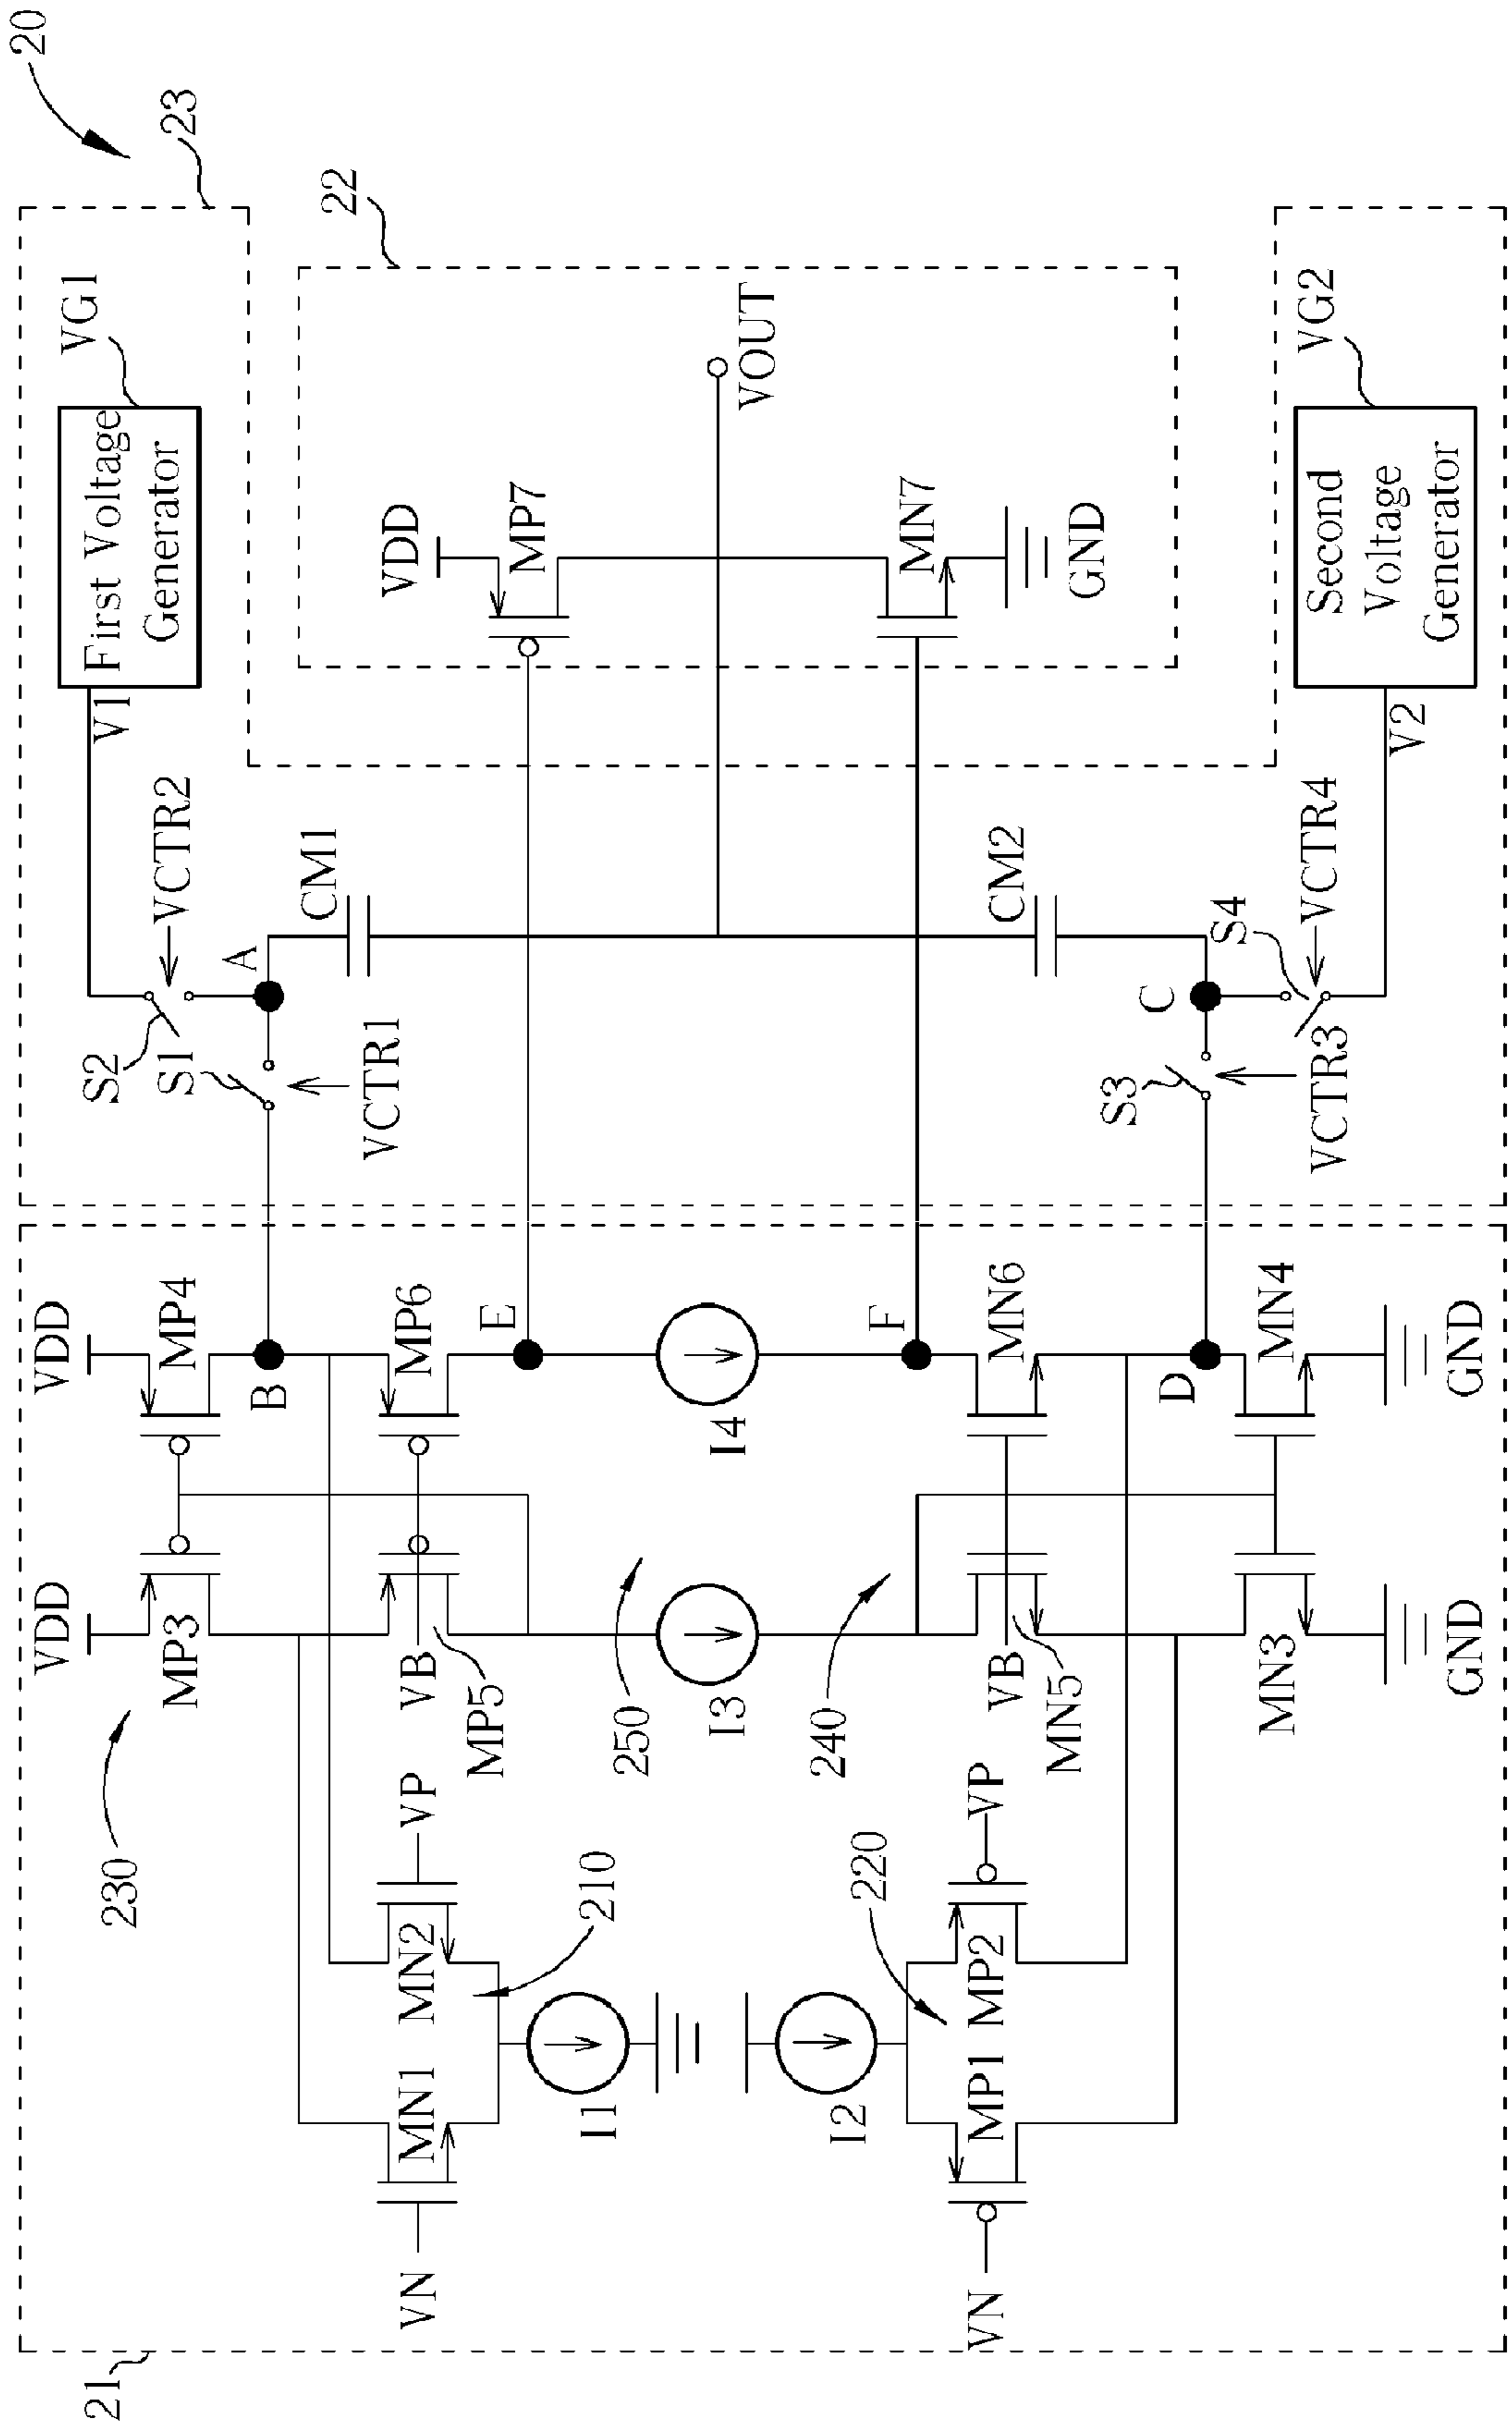 20
23
22
VG1
First Voltage
Generator
V1
VCTR2
S2
S1
A
VCTR1
CM1
VDD
MP7
VOUT
MN7
GND
CM2
C
S3
S4
VCTR3
VCTR4
VG2
Second
Voltage
Generator
V2
VDD
MP4
B
MP6
E
I4
F
MN6
D
MN4
GND
VDD
MP3
VB
MP5
250
I3
240
VB
MN5
MN3
GND
230
VP
MN2
210
MN1
VN
I1
I2
220
VP
MP2
MP1
VN
21